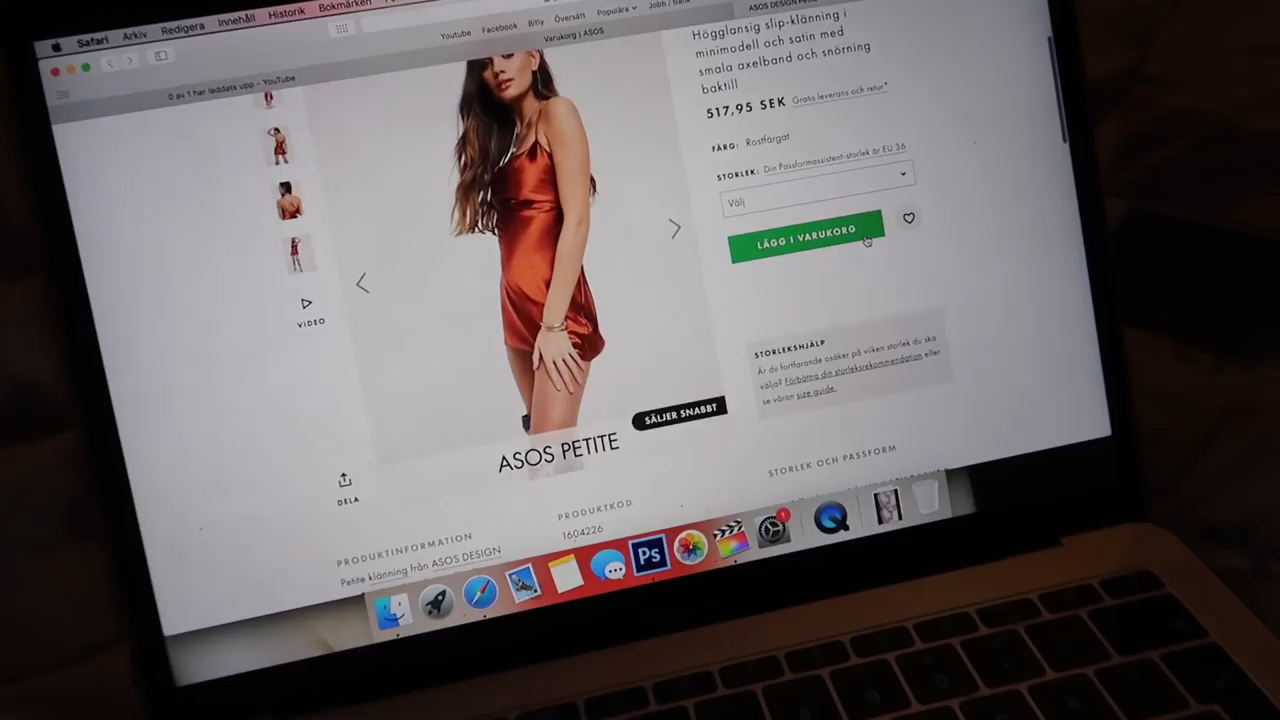 Safari Arkiv Redigera Innehåll Historik Bokmärken
Youtube Facebook Bitly Översätt Populära Jobb / Bank
0 av 1 har laddats upp – YouTube
Varukorg | ASOS
Högglansig slip-klänning i
minimodell och satin med
smala axelband och snörning
baktill
517,95 SEK Gratis leverans och retur*
FÄRG: Rostfärgat
STORLEK: Din Passformassistent-storlek är EU 36
Välj
LÄGG I VARUKORG
VIDEO
STORLEKSHJÄLP
Är du fortfarande osäker på vilken storlek du ska
välja? Förbättra din storleksrekommendation eller
se våran size guide.
SÄLJER SNABBT
ASOS PETITE
DELA
STORLEK OCH PASSFORM
PRODUKTINFORMATION
Petite klänning från ASOS DESIGN
PRODUKTKOD
1604226
Ps
1